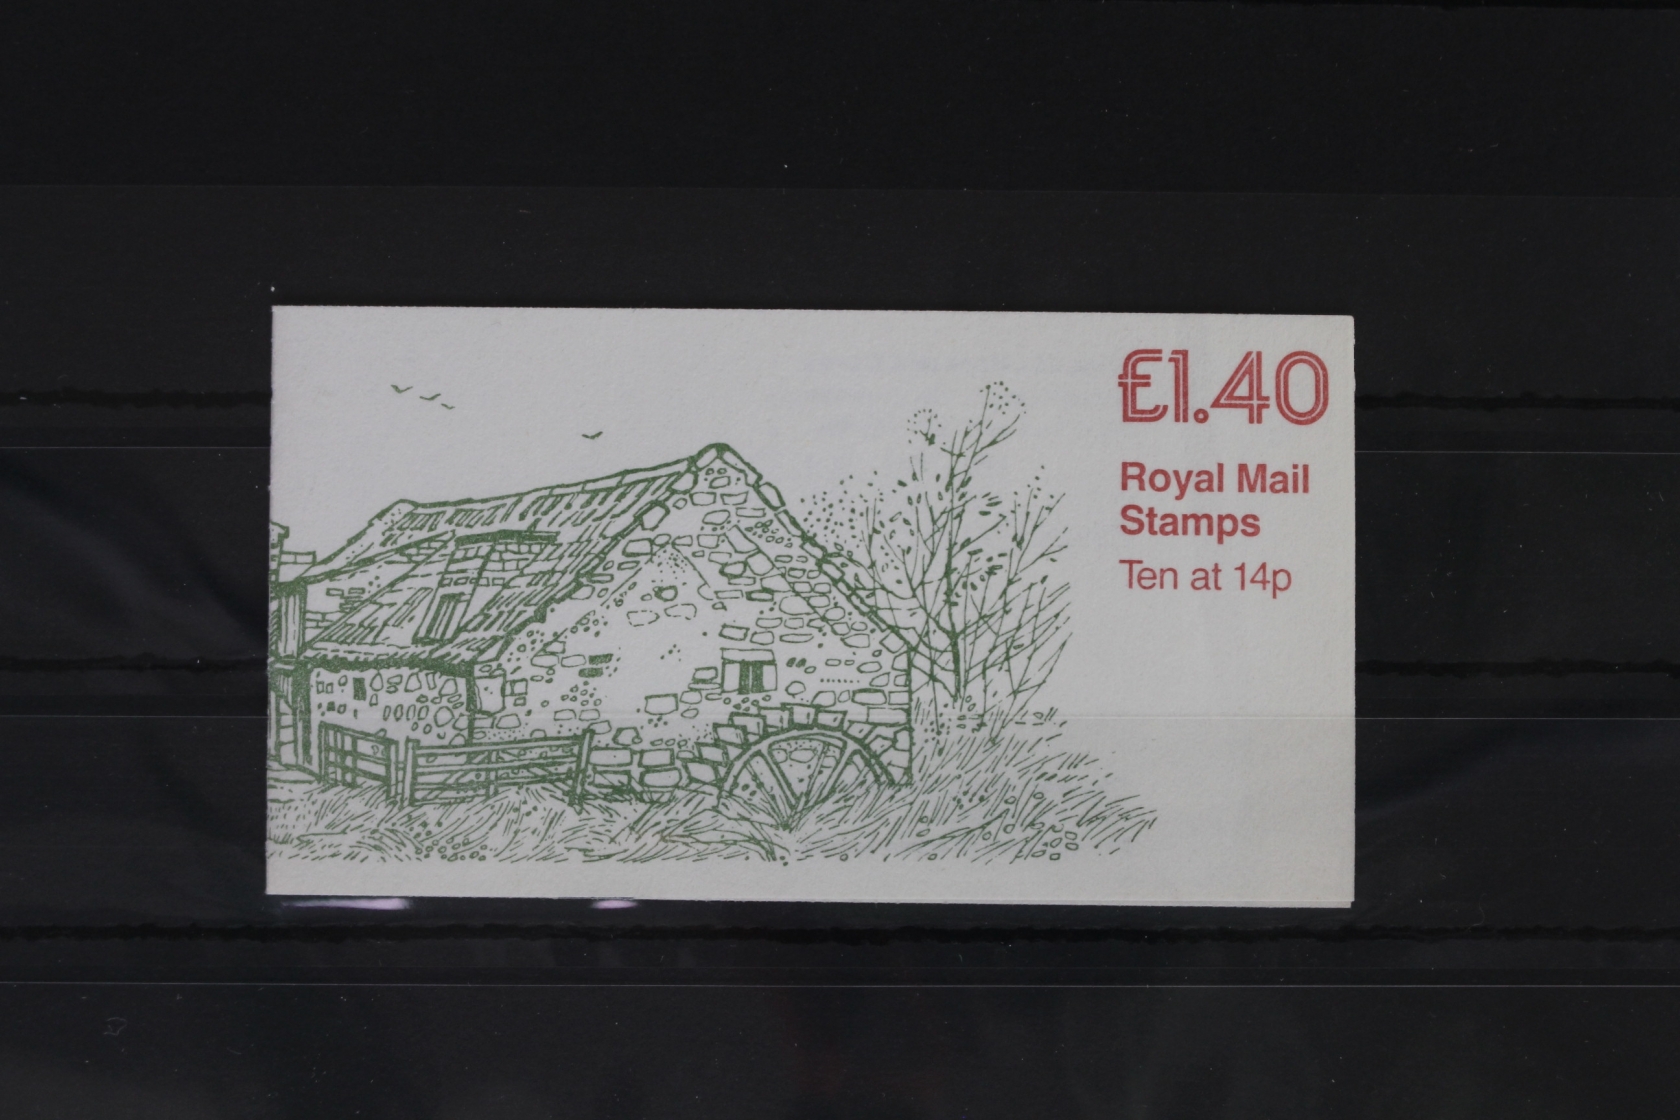 £1.40
Royal Mail
Stamps
Ten at 14p